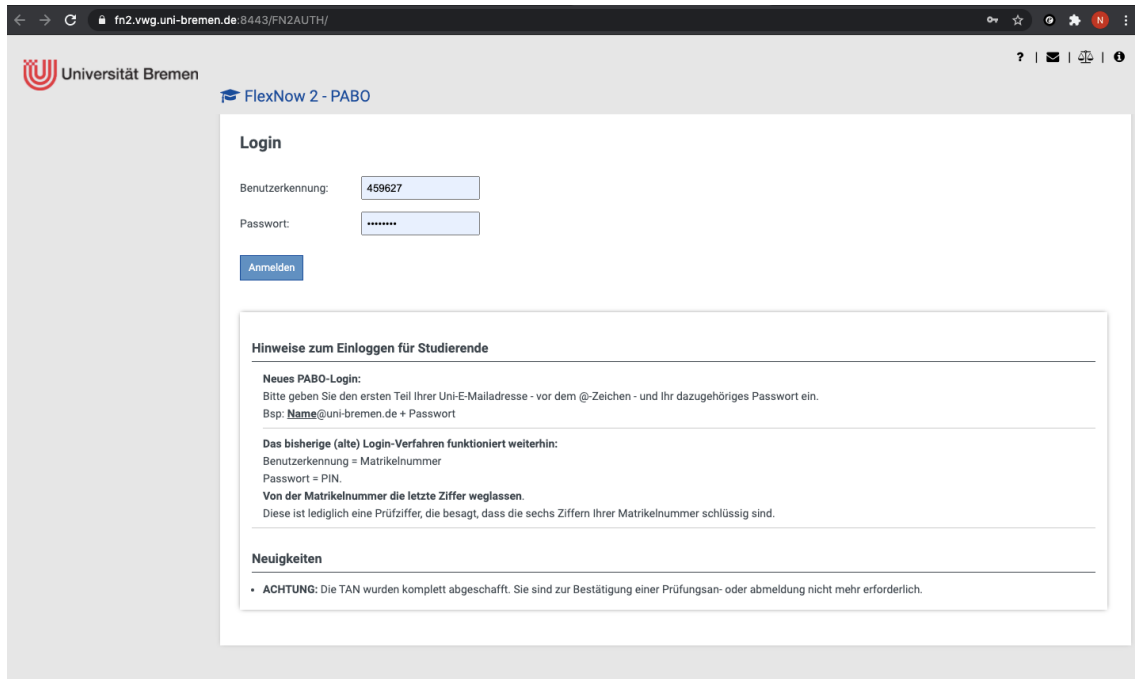 fn2.vwg.uni-bremen.de:8443/FN2AUTH/
N
? | | | 
Universität Bremen
FlexNow 2 - PABO
Login
Benutzerkennung: 459627
Passwort: ••••••••
Anmelden
Hinweise zum Einloggen für Studierende
Neues PABO-Login:
Bitte geben Sie den ersten Teil Ihrer Uni-E-Mailadresse - vor dem @-Zeichen - und Ihr dazugehöriges Passwort ein.
Bsp: Name@uni-bremen.de + Passwort
Das bisherige (alte) Login-Verfahren funktioniert weiterhin:
Benutzerkennung = Matrikelnummer
Passwort = PIN.
Von der Matrikelnummer die letzte Ziffer weglassen.
Diese ist lediglich eine Prüfziffer, die besagt, dass die sechs Ziffern Ihrer Matrikelnummer schlüssig sind.
Neuigkeiten
• ACHTUNG: Die TAN wurden komplett abgeschafft. Sie sind zur Bestätigung einer Prüfungsan- oder abmeldung nicht mehr erforderlich.